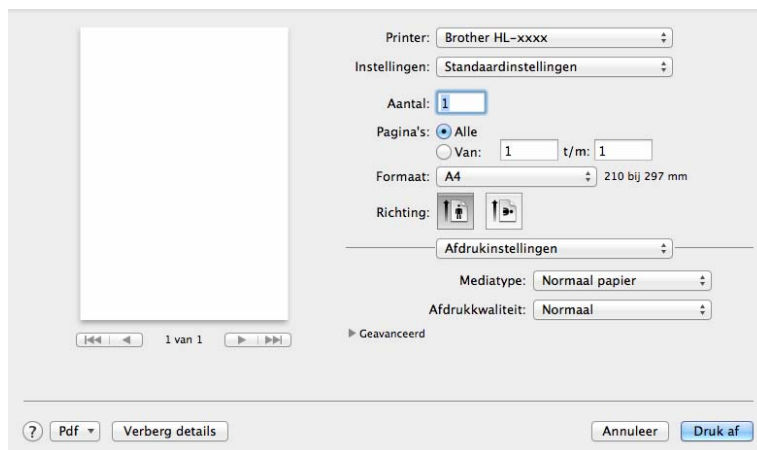 Printer: Brother HL-xxxx
Instellingen: Standaardinstellingen
Aantal: 1
Pagina's: Alle
Van: 1 t/m: 1
Formaat: A4 210 bij 297 mm
Richting:
Afdrukinstellingen
Mediatype: Normaal papier
Afdrukkwaliteit: Normaal
Geavanceerd
1 van 1
? Pdf Verberg details Annuleer Druk af